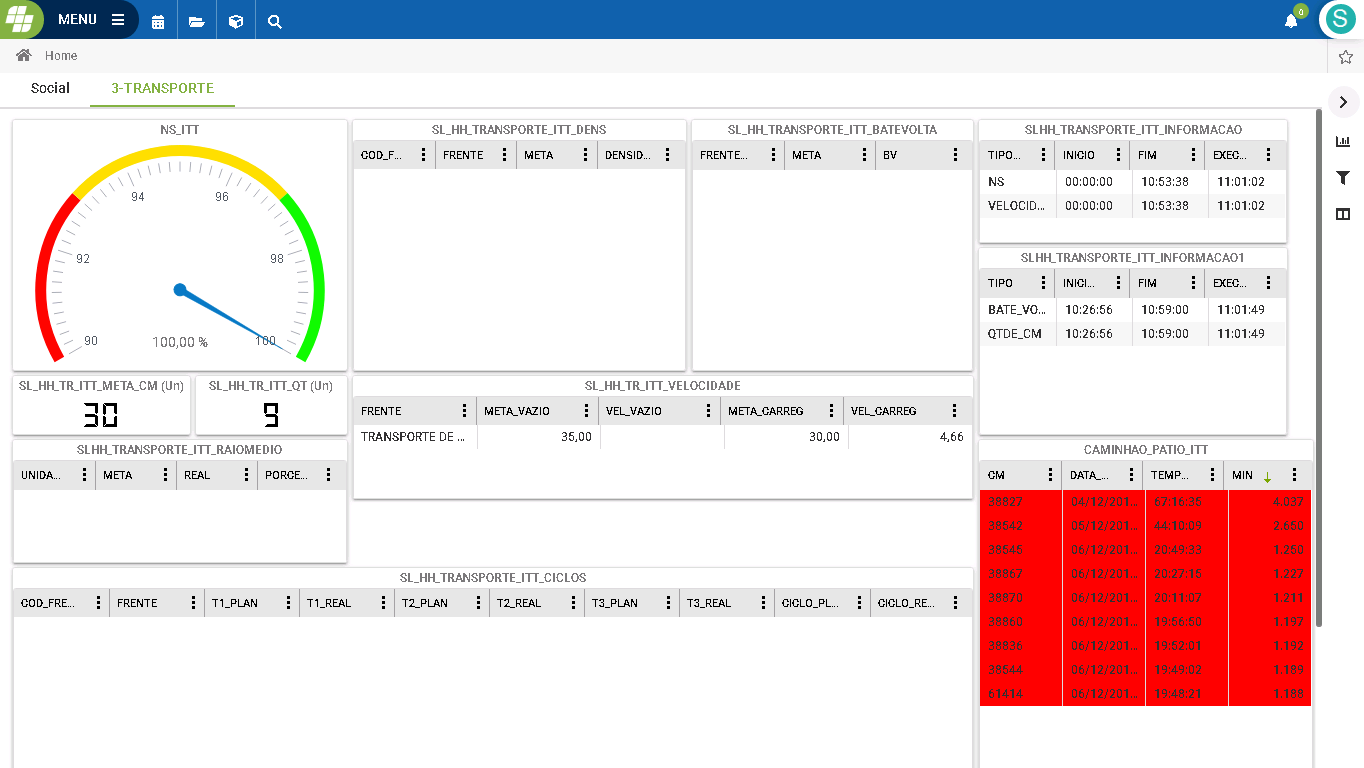 MENU
0
S
Home
Social
3-TRANSPORTE
NS_ITT
94
96
92
98
90
100,00 %
100
SL_HH_TRANSPORTE_ITT_DENS
COD_F... FRENTE META DENSID...
SL_HH_TRANSPORTE_ITT_BATEVOLTA
FRENTE... META BV
SLHH_TRANSPORTE_ITT_INFORMACAO
TIPO... INICIO FIM EXEC...
NS 00:00:00 10:53:38 11:01:02
VELOCID... 00:00:00 10:53:38 11:01:02
SLHH_TRANSPORTE_ITT_INFORMACAO1
TIPO INICI... FIM EXEC...
BATE_VO... 10:26:56 10:59:00 11:01:49
QTDE_CM 10:26:56 10:59:00 11:01:49
SL_HH_TR_ITT_META_CM (Un)
30
SL_HH_TR_ITT_QT (Un)
9
SL_HH_TR_ITT_VELOCIDADE
FRENTE META_VAZIO VEL_VAZIO META_CARREG VEL_CARREG
TRANSPORTE DE ... 35,00 30,00 4,66
SLHH_TRANSPORTE_ITT_RAIOMEDIO
UNIDA... META REAL PORCE...
CAMINHAO_PATIO_ITT
CM DATA_... TEMP... MIN
38827 04/12/201... 67:16:35 4.037
38542 05/12/201... 44:10:09 2.650
38545 06/12/201... 20:49:33 1.250
38867 06/12/201... 20:27:15 1.227
38870 06/12/201... 20:11:07 1.211
38860 06/12/201... 19:56:50 1.197
38836 06/12/201... 19:52:01 1.192
38544 06/12/201... 19:49:02 1.189
61414 06/12/201... 19:48:21 1.188
SL_HH_TRANSPORTE_ITT_CICLOS
COD_FRE... FRENTE T1_PLAN T1_REAL T2_PLAN T2_REAL T3_PLAN T3_REAL CICLO_PL... CICLO_RE...